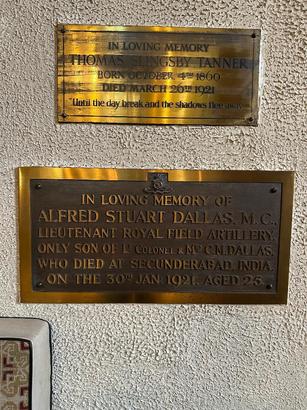 IN LOVING MEMORY
THOMAS SLINGSBY TANNER
BORN OCTOBER 4TH 1860
DIED MARCH 26TH 1921
"Until the day break and the shadows flee away"
IN LOVING MEMORY OF
ALFRED STUART DALLAS, M.C.,
LIEUTENANT ROYAL FIELD ARTILLERY,
ONLY SON OF LT COLONEL & MRS C.M.DALLAS,
WHO DIED AT SECUNDERABAD, INDIA,
ON THE 30TH JAN 1921, AGED 25.